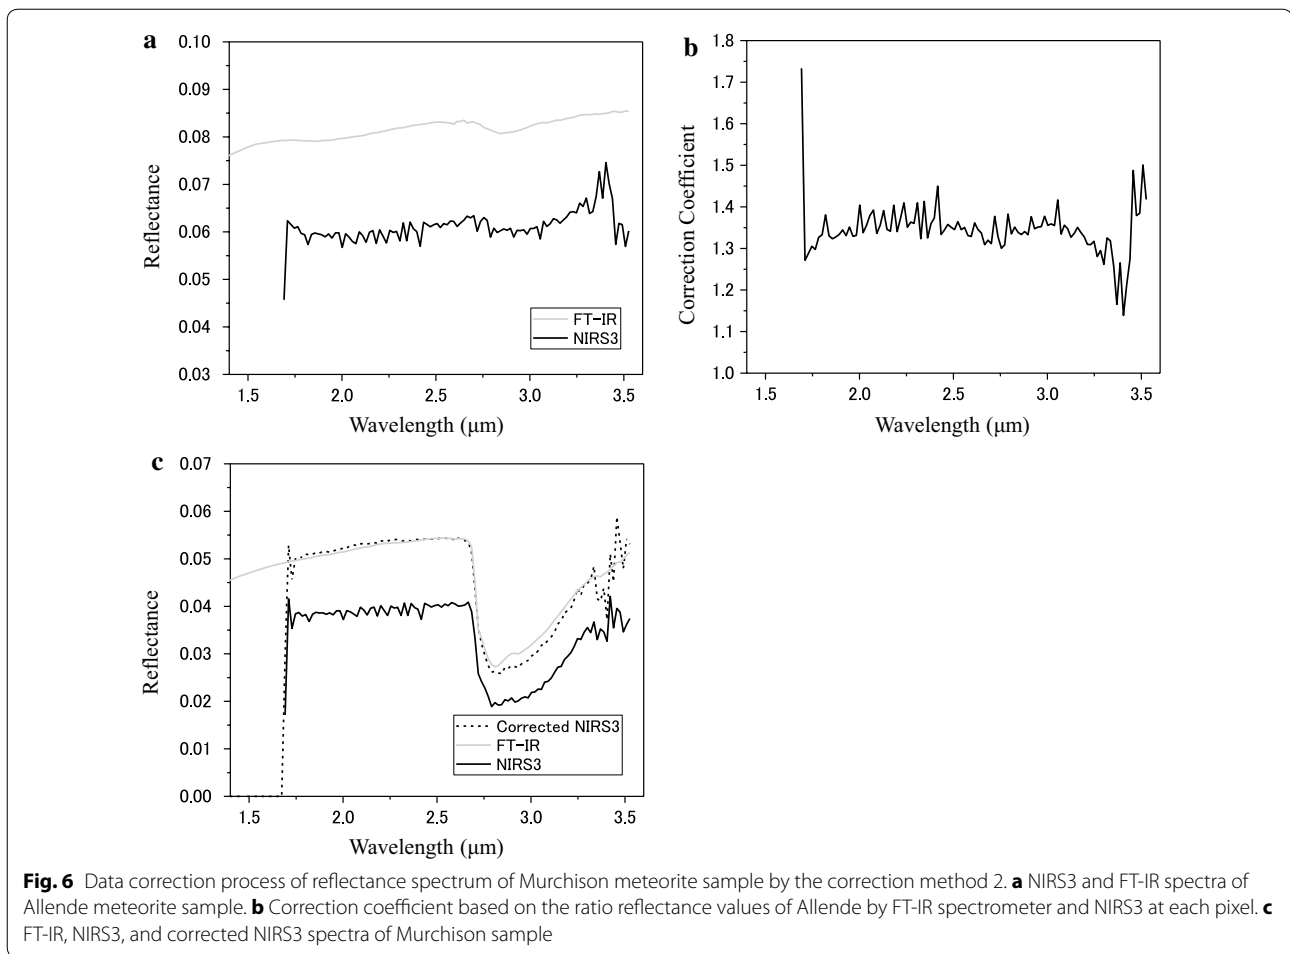 a
0.10
0.09
0.08
0.07
0.06
0.05
0.04
0.03
Reflectance
FT-IR
NIRS3
1.5 2.0 2.5 3.0 3.5
Wavelength (μm)
b
1.8
1.7
1.6
1.5
1.4
1.3
1.2
1.1
1.0
Correction Coefficient
1.5 2.0 2.5 3.0 3.5
Wavelength (μm)
c
0.07
0.06
0.05
0.04
0.03
0.02
0.01
0.00
Reflectance
Corrected NIRS3
FT-IR
NIRS3
1.5 2.0 2.5 3.0 3.5
Wavelength (μm)
Fig. 6 Data correction process of reflectance spectrum of Murchison meteorite sample by the correction method 2. a NIRS3 and FT-IR spectra of
Allende meteorite sample. b Correction coefficient based on the ratio reflectance values of Allende by FT-IR spectrometer and NIRS3 at each pixel. c
FT-IR, NIRS3, and corrected NIRS3 spectra of Murchison sample